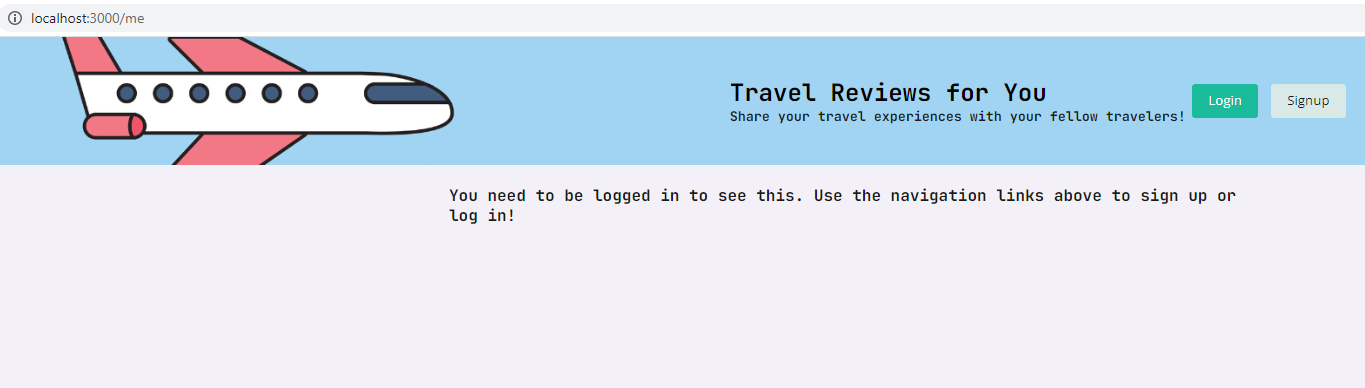 localhost:3000/me
Travel Reviews for You
Share your travel experiences with your fellow travelers!
Login
Signup
You need to be logged in to see this. Use the navigation links above to sign up or
log in!